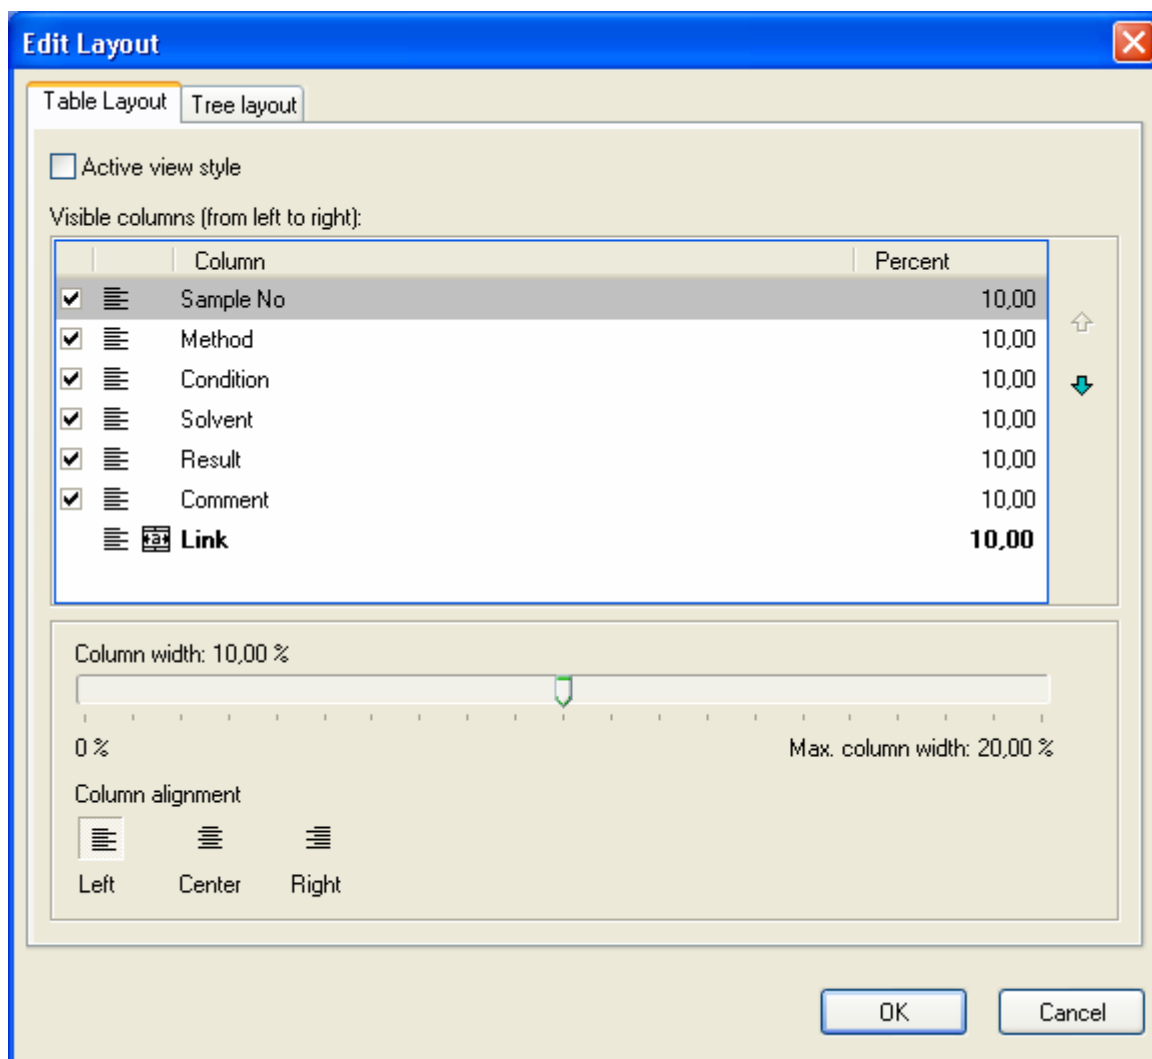 Edit Layout
Table Layout Tree layout
Active view style
Visible columns (from left to right):
Column Percent
Sample No 10,00
Method 10,00
Condition 10,00
Solvent 10,00
Result 10,00
Comment 10,00
a Link 10,00
Column width: 10,00 %
0 % Max. column width: 20,00 %
Column alignment
Left Center Right
OK Cancel